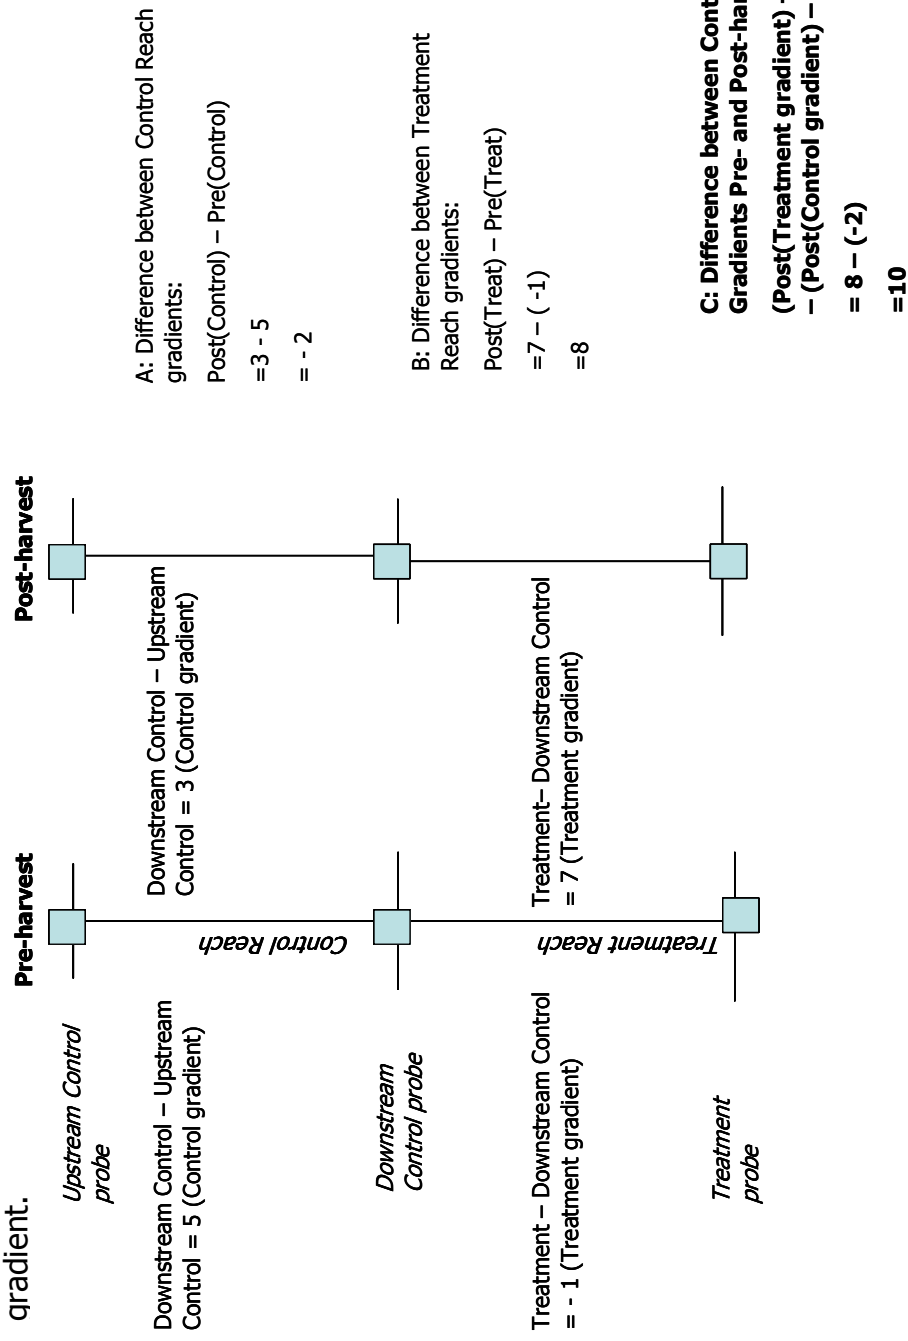 gradient.
Pre-harvest
Post-harvest
Upstream Control
probe
Downstream Control – Upstream
Control = 5 (Control gradient)
Control Reach
Downstream Control – Upstream
Control = 3 (Control gradient)
A: Difference between Control Reach
gradients:
Post(Control) – Pre(Control)
=3 - 5
= - 2
Downstream
Control probe
Treatment – Downstream Control
= - 1 (Treatment gradient)
Treatment Reach
Treatment– Downstream Control
= 7 (Treatment gradient)
B: Difference between Treatment
Reach gradients:
Post(Treat) – Pre(Treat)
=7 – ( -1)
=8
Treatment
probe
C: Difference between
Gradients Pre- and
(Post(Treatment gradient)
– (Post(Control gradient) –
= 8 – (-2)
=10